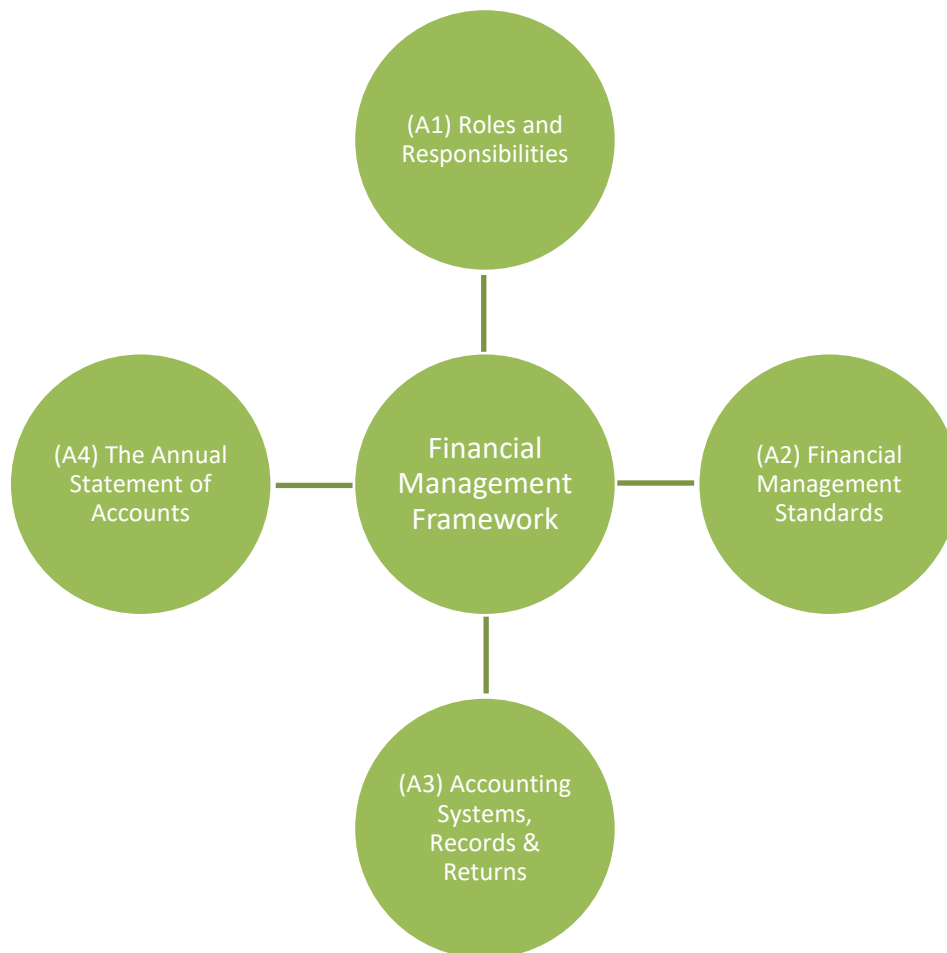 (A1) Roles and
Responsibilities
(A4) The Annual
Statement of
Accounts
Financial
Management
Framework
(A2) Financial
Management
Standards
(A3) Accounting
Systems,
Records &
Returns